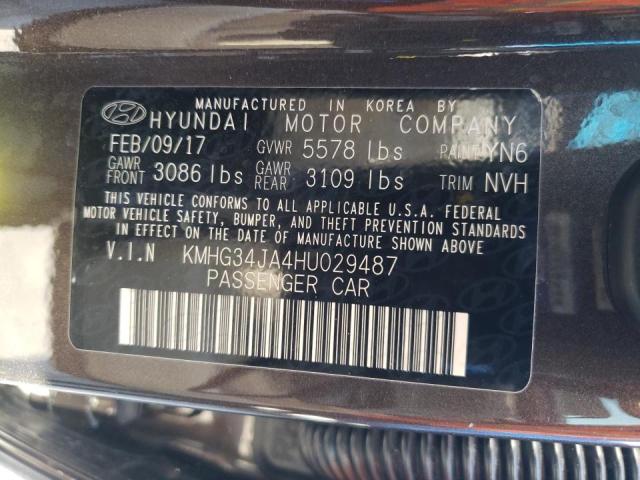 MANUFACTURED IN KOREA BY
HYUNDAI MOTOR COMPANY
FEB/09/17 GVWR 5578 lbs PAINT YN6
GAWR FRONT 3086 lbs GAWR REAR 3109 lbs TRIM NVH
THIS VEHICLE CONFORMS TO ALL APPLICABLE U.S.A. FEDERAL
MOTOR VEHICLE SAFETY, BUMPER, AND THEFT PREVENTION STANDARDS
IN EFFECT ON THE DATE OF MANUFACTURE SHOWN ABOVE.
V.I.N KMHG34JA4HU029487
PASSENGER CAR